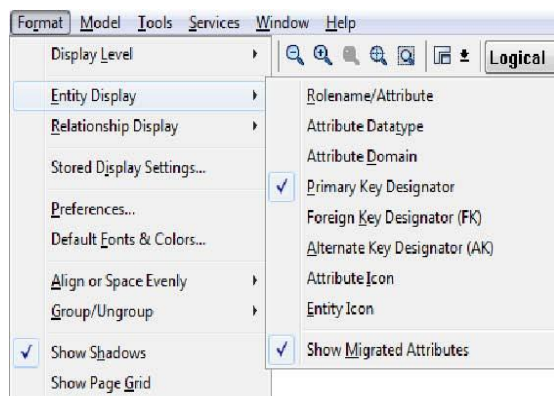 Format Model Tools Services Window Help
Display Level
Logical
Entity Display
Relationship Display
Stored Display Settings...
Preferences...
Default Fonts & Colors...
Align or Space Evenly
Group/Ungroup
Show Shadows
Show Page Grid
Rolename/Attribute
Attribute Datatype
Attribute Domain
Primary Key Designator
Foreign Key Designator (FK)
Alternate Key Designator (AK)
Attribute Icon
Entity Icon
Show Migrated Attributes